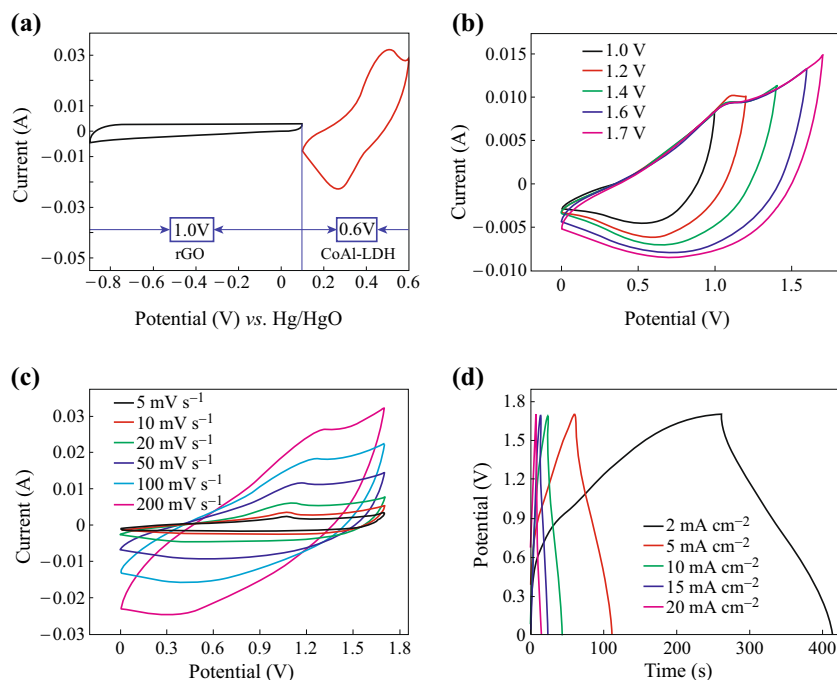 (a)
0.03
0.01
0
−0.01
−0.03
−0.05
Current (A)
1.0V
rGO
0.6V
CoAl-LDH
−0.8 −0.6 −0.4 −0.2 0 0.2 0.4 0.6
Potential (V) vs. Hg/HgO
(b)
0.015
0.010
0.005
0
−0.005
−0.010
Current (A)
1.0 V
1.2 V
1.4 V
1.6 V
1.7 V
0 0.5 1.0 1.5
Potential (V)
(c)
0.03
0.02
0.01
0
−0.01
−0.02
−0.03
Current (A)
5 mV s−1
10 mV s−1
20 mV s−1
50 mV s−1
100 mV s−1
200 mV s−1
0 0.3 0.6 0.9 1.2 1.5 1.8
Potential (V)
(d)
1.8
1.5
1.2
0.9
0.6
0.3
0
Potential (V)
2 mA cm−2
5 mA cm−2
10 mA cm−2
15 mA cm−2
20 mA cm−2
0 100 200 300 400
Time (s)